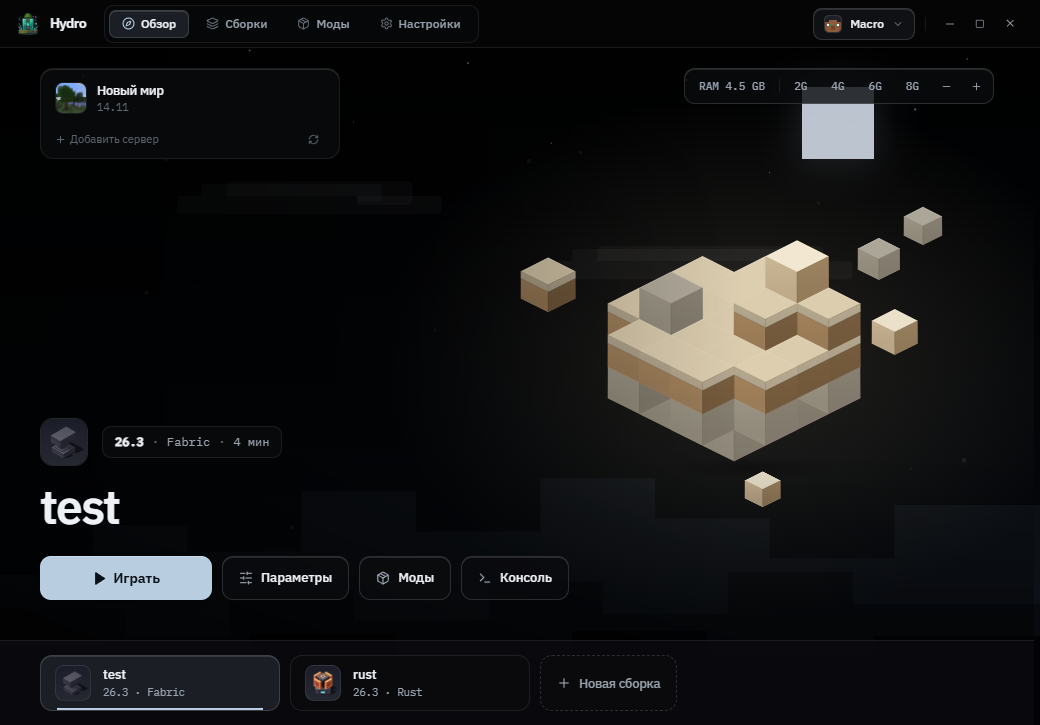 Hydro
Обзор
Сборки
Моды
Настройки
Macro
Новый мир
14.11
+ Добавить сервер
RAM 4.5 GB 2G 4G 6G 8G − +
26.3 · Fabric · 4 мин
test
Играть
Параметры
Моды
Консоль
test
26.3 · Fabric
rust
26.3 · Rust
+ Новая сборка